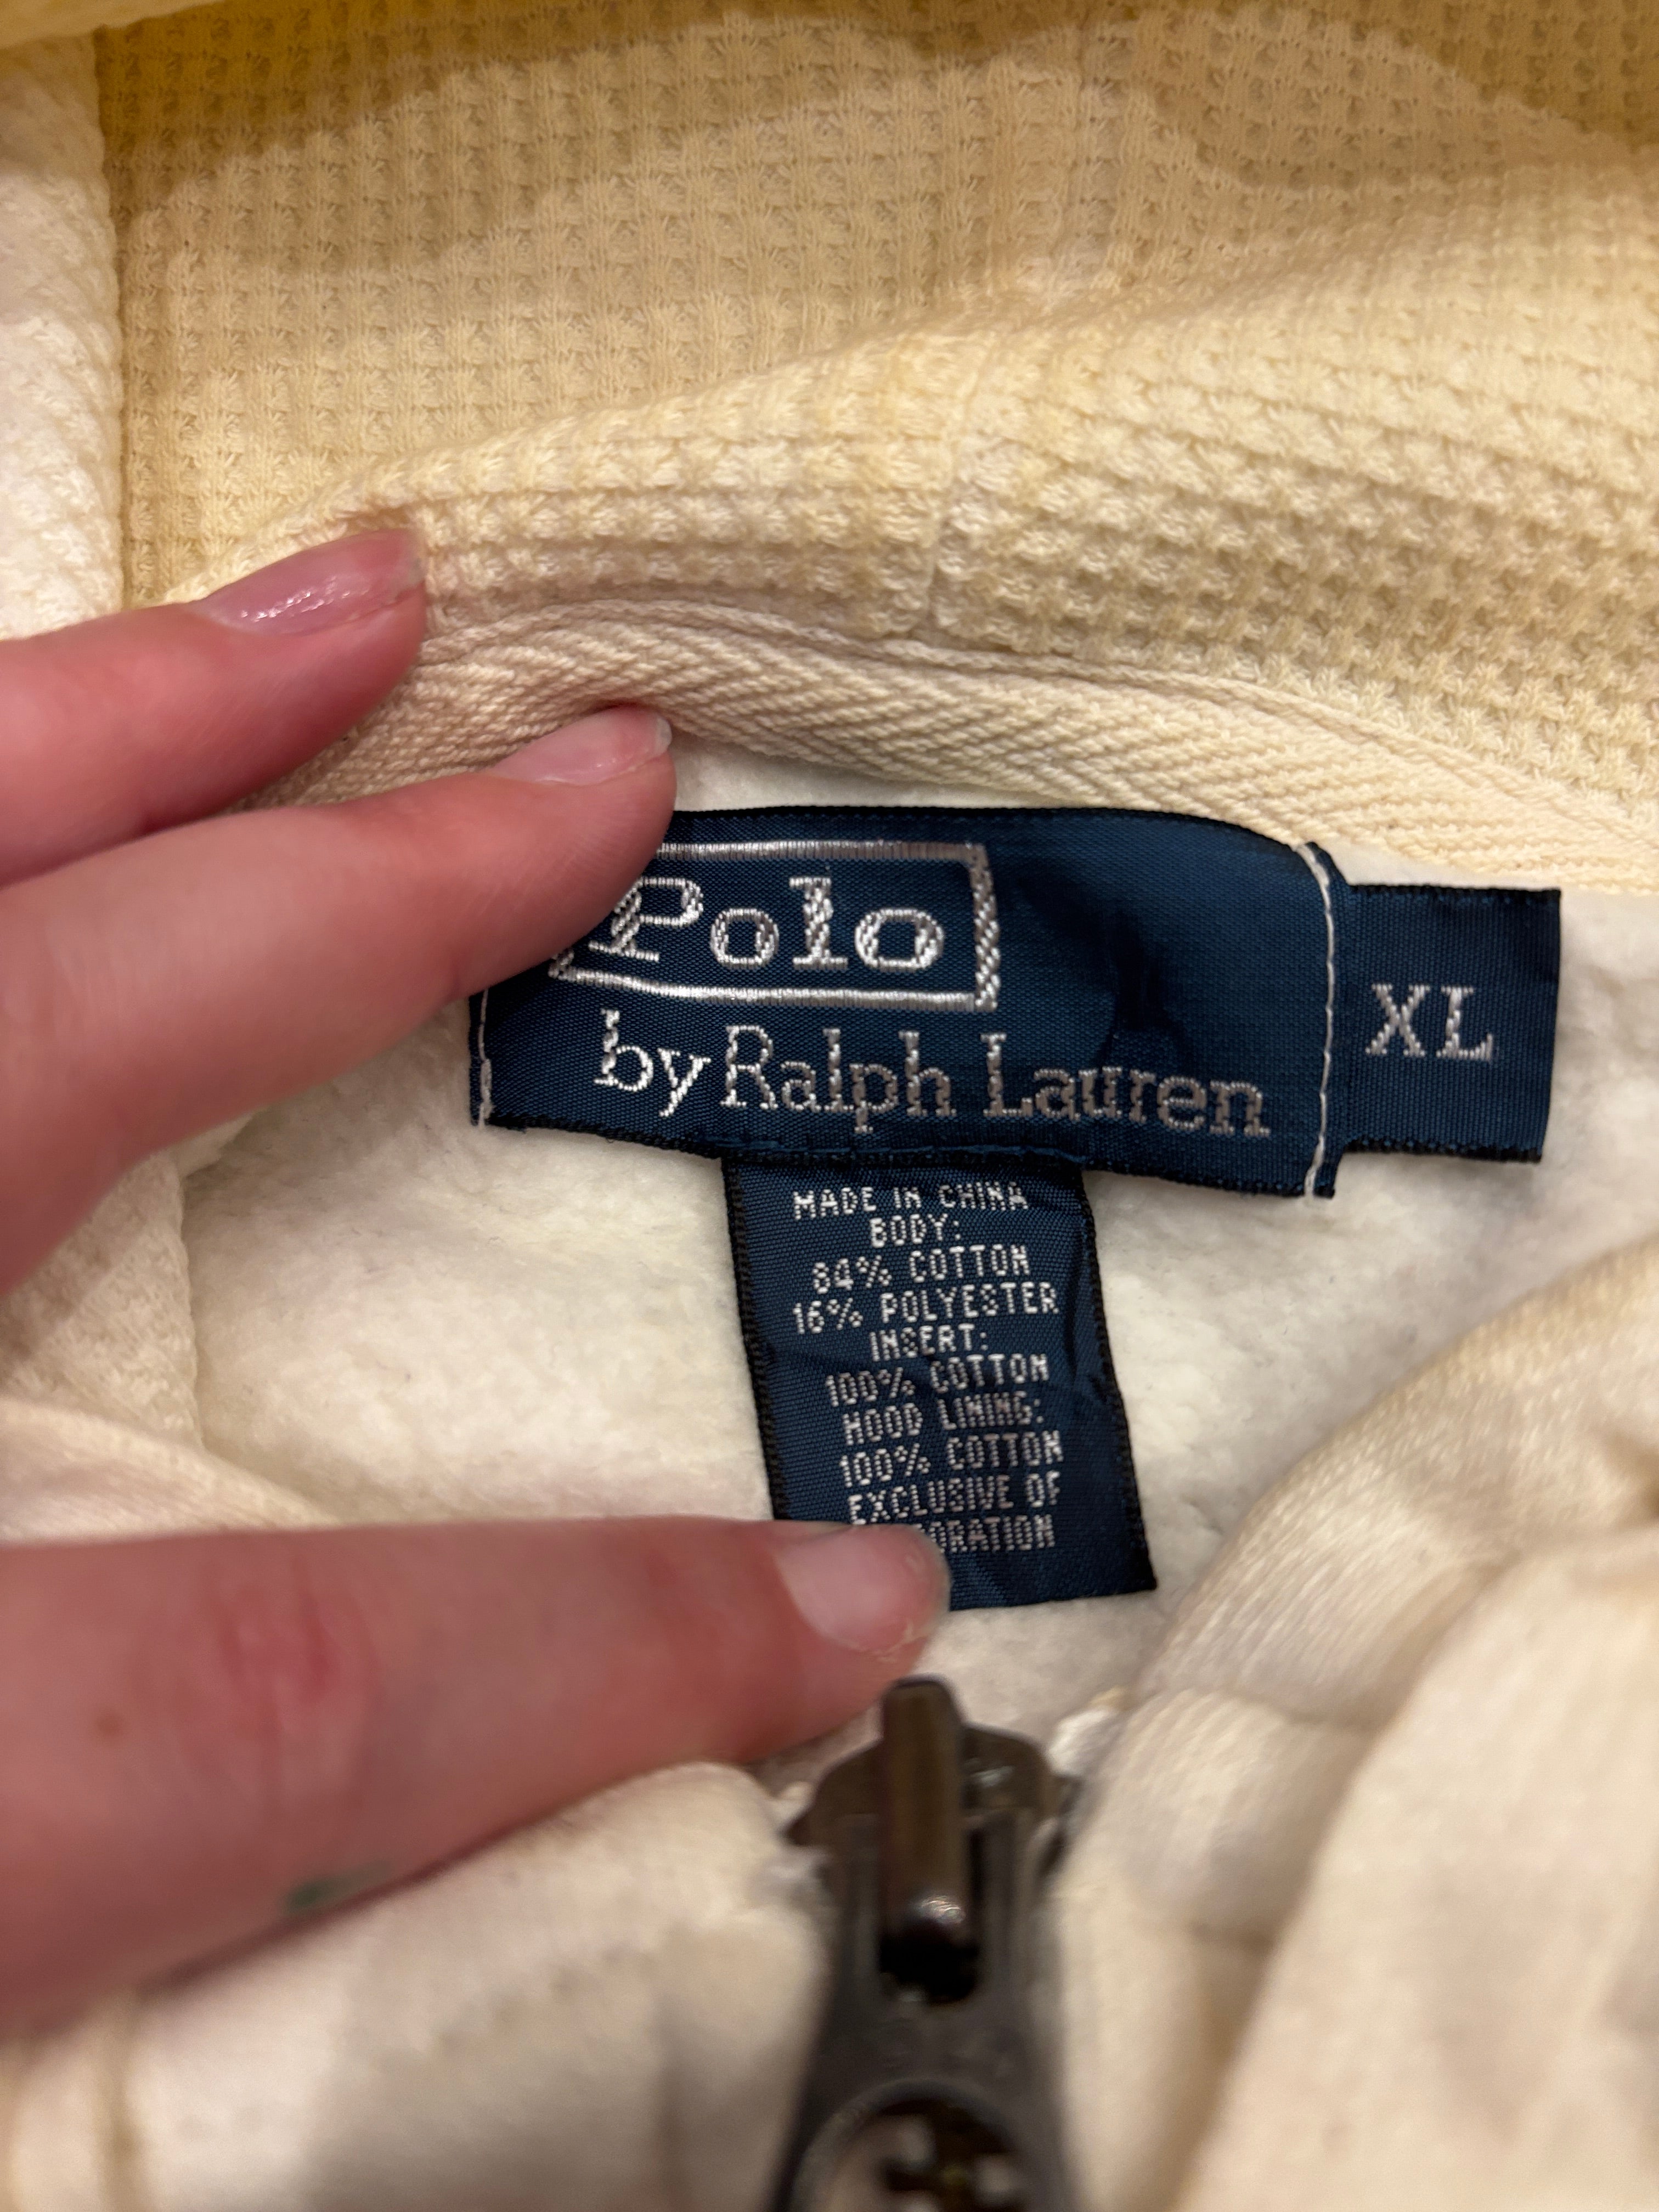 Polo
by Ralph Lauren
XL
MADE IN CHINA
BODY:
84% COTTON
16% POLYESTER
INSERT:
100% COTTON
HOOD LINING:
100% COTTON
EXCLUSIVE OF